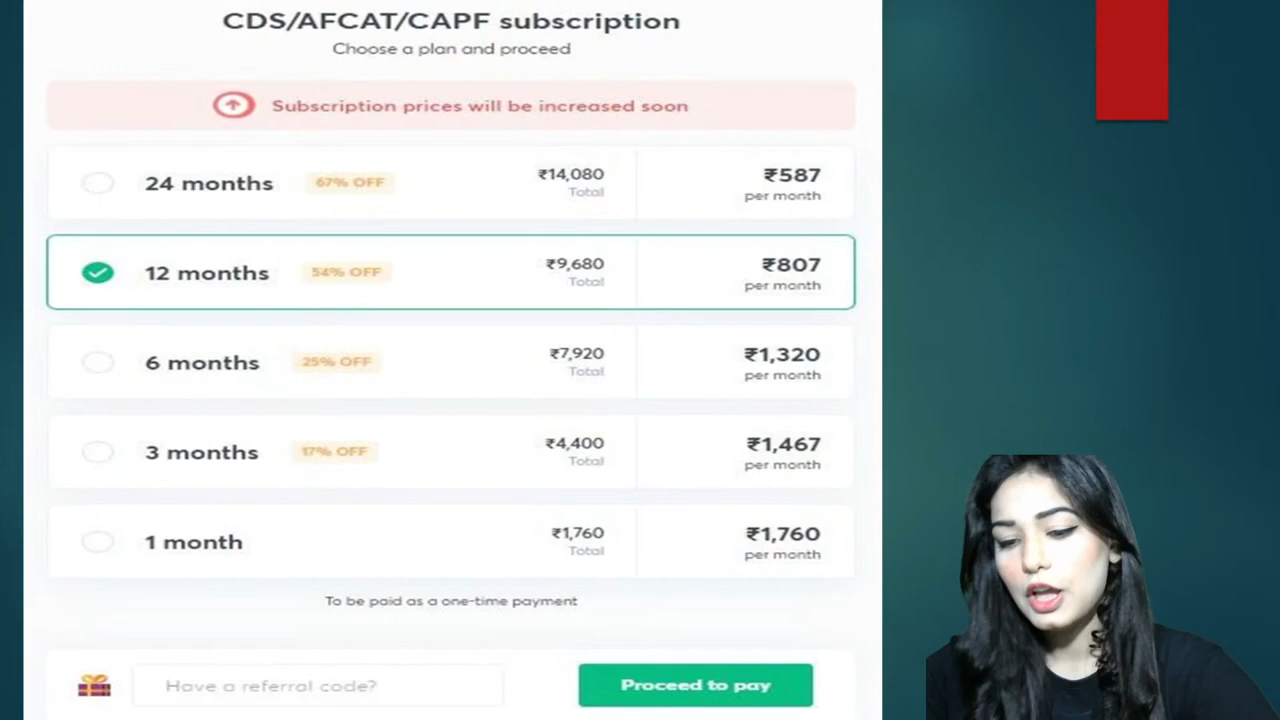 CDS/AFCAT/CAPF subscription
Choose a plan and proceed
Subscription prices will be increased soon
24 months 67% OFF ₹14,080 Total ₹587 per month
12 months 54% OFF ₹9,680 Total ₹807 per month
6 months 25% OFF ₹7,920 Total ₹1,320 per month
3 months 17% OFF ₹4,400 Total ₹1,467 per month
1 month ₹1,760 Total ₹1,760 per month
To be paid as a one-time payment
Have a referral code? Proceed to pay